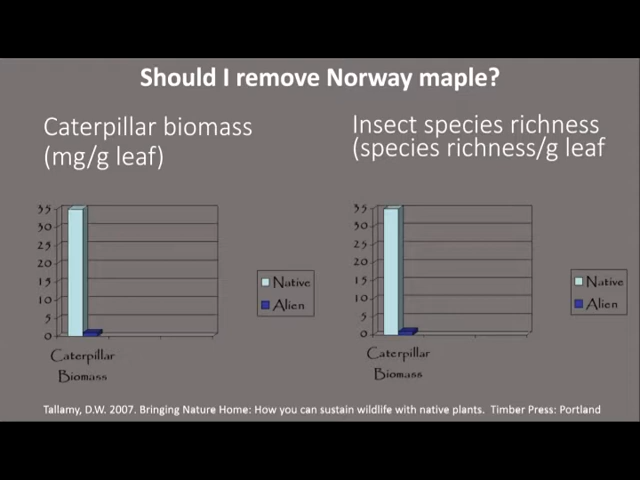 Should I remove Norway maple?
Caterpillar biomass
(mg/g leaf)
Insect species richness
(species richness/g leaf
35
30
25
20
15
10
5
0
Caterpillar
Biomass
Native
Alien
35
30
25
20
15
10
5
0
Caterpillar
Biomass
Native
Alien
Tallamy, D.W. 2007. Bringing Nature Home: How you can sustain wildlife with native plants. Timber Press: Portland